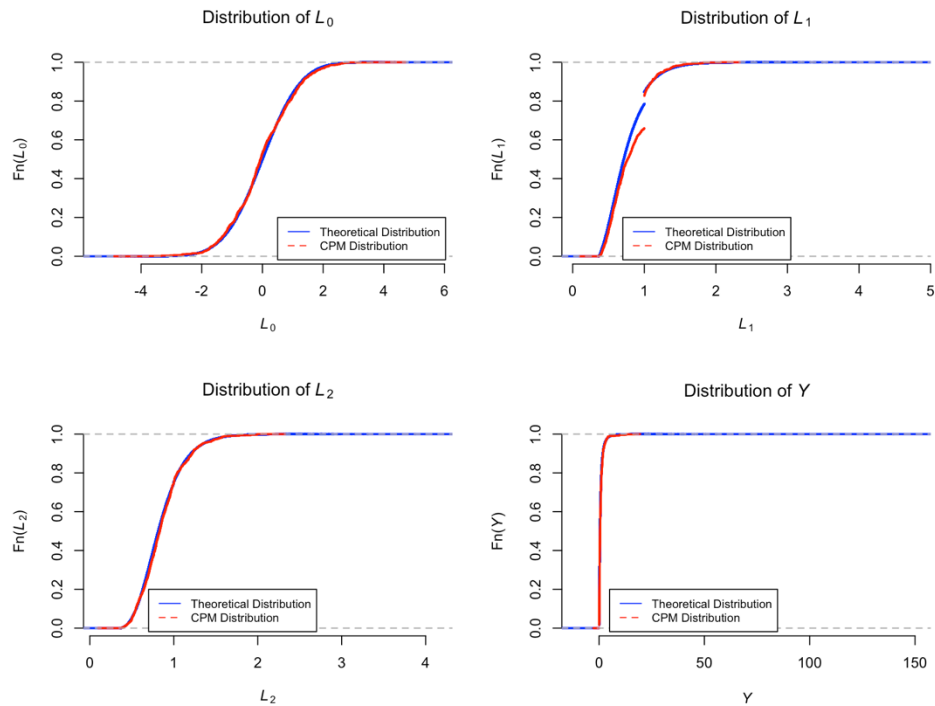 Distribution of L₀
Fn(L₀)
0.0 0.2 0.4 0.6 0.8 1.0
Theoretical Distribution
CPM Distribution
-4 -2 0 2 4 6
L₀
Distribution of L₁
Fn(L₁)
0.0 0.2 0.4 0.6 0.8 1.0
Theoretical Distribution
CPM Distribution
0 1 2 3 4 5
L₁
Distribution of L₂
Fn(L₂)
0.0 0.2 0.4 0.6 0.8 1.0
Theoretical Distribution
CPM Distribution
0 1 2 3 4
L₂
Distribution of Y
Fn(Y)
0.0 0.2 0.4 0.6 0.8 1.0
Theoretical Distribution
CPM Distribution
0 50 100 150
Y